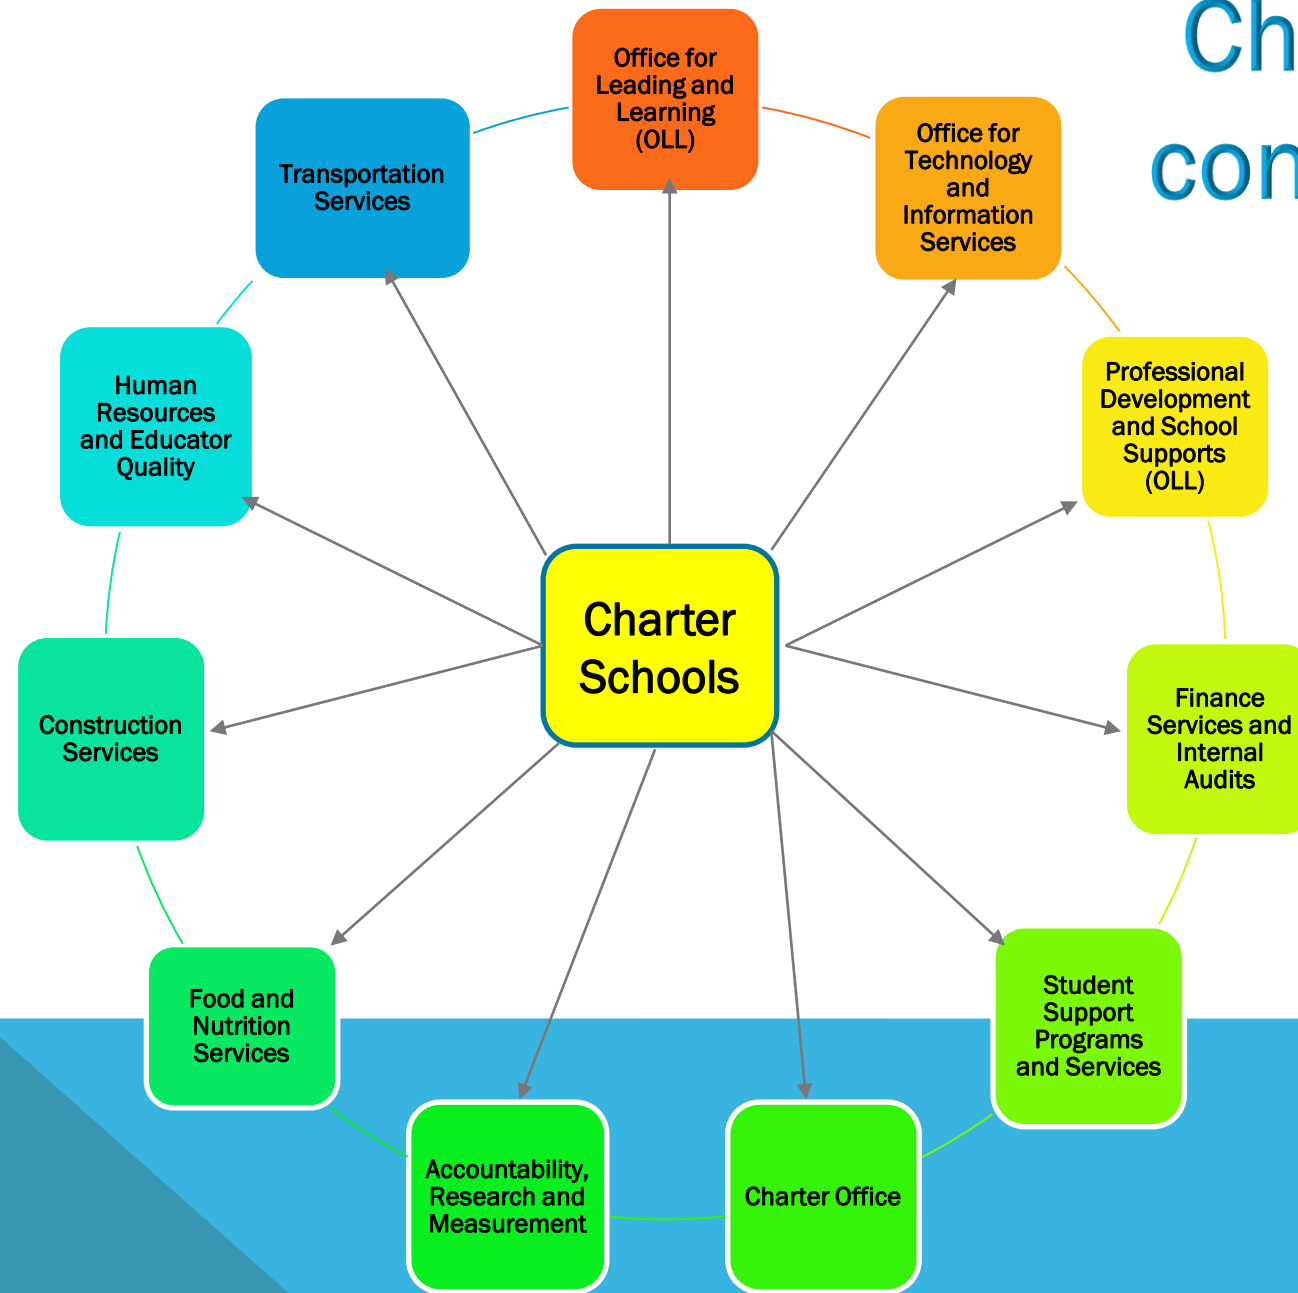 Office for
Leading and
Learning
(OLL)
Office for
Technology
and
Information
Services
Professional
Development
and School
Supports
(OLL)
Finance
Services and
Internal
Audits
Student
Support
Programs
and Services
Charter Office
Accountability,
Research and
Measurement
Food and
Nutrition
Services
Construction
Services
Human
Resources
and Educator
Quality
Transportation
Services
Charter
Schools